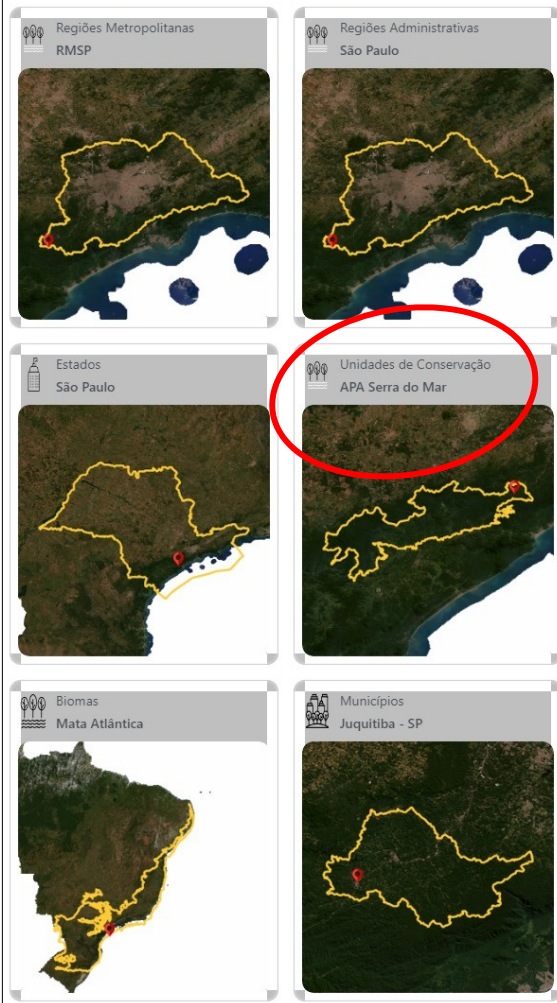 Regiões Metropolitanas
RMSP
Regiões Administrativas
São Paulo
Estados
São Paulo
Unidades de Conservação
APA Serra do Mar
Biomas
Mata Atlântica
Municípios
Juquitiba - SP